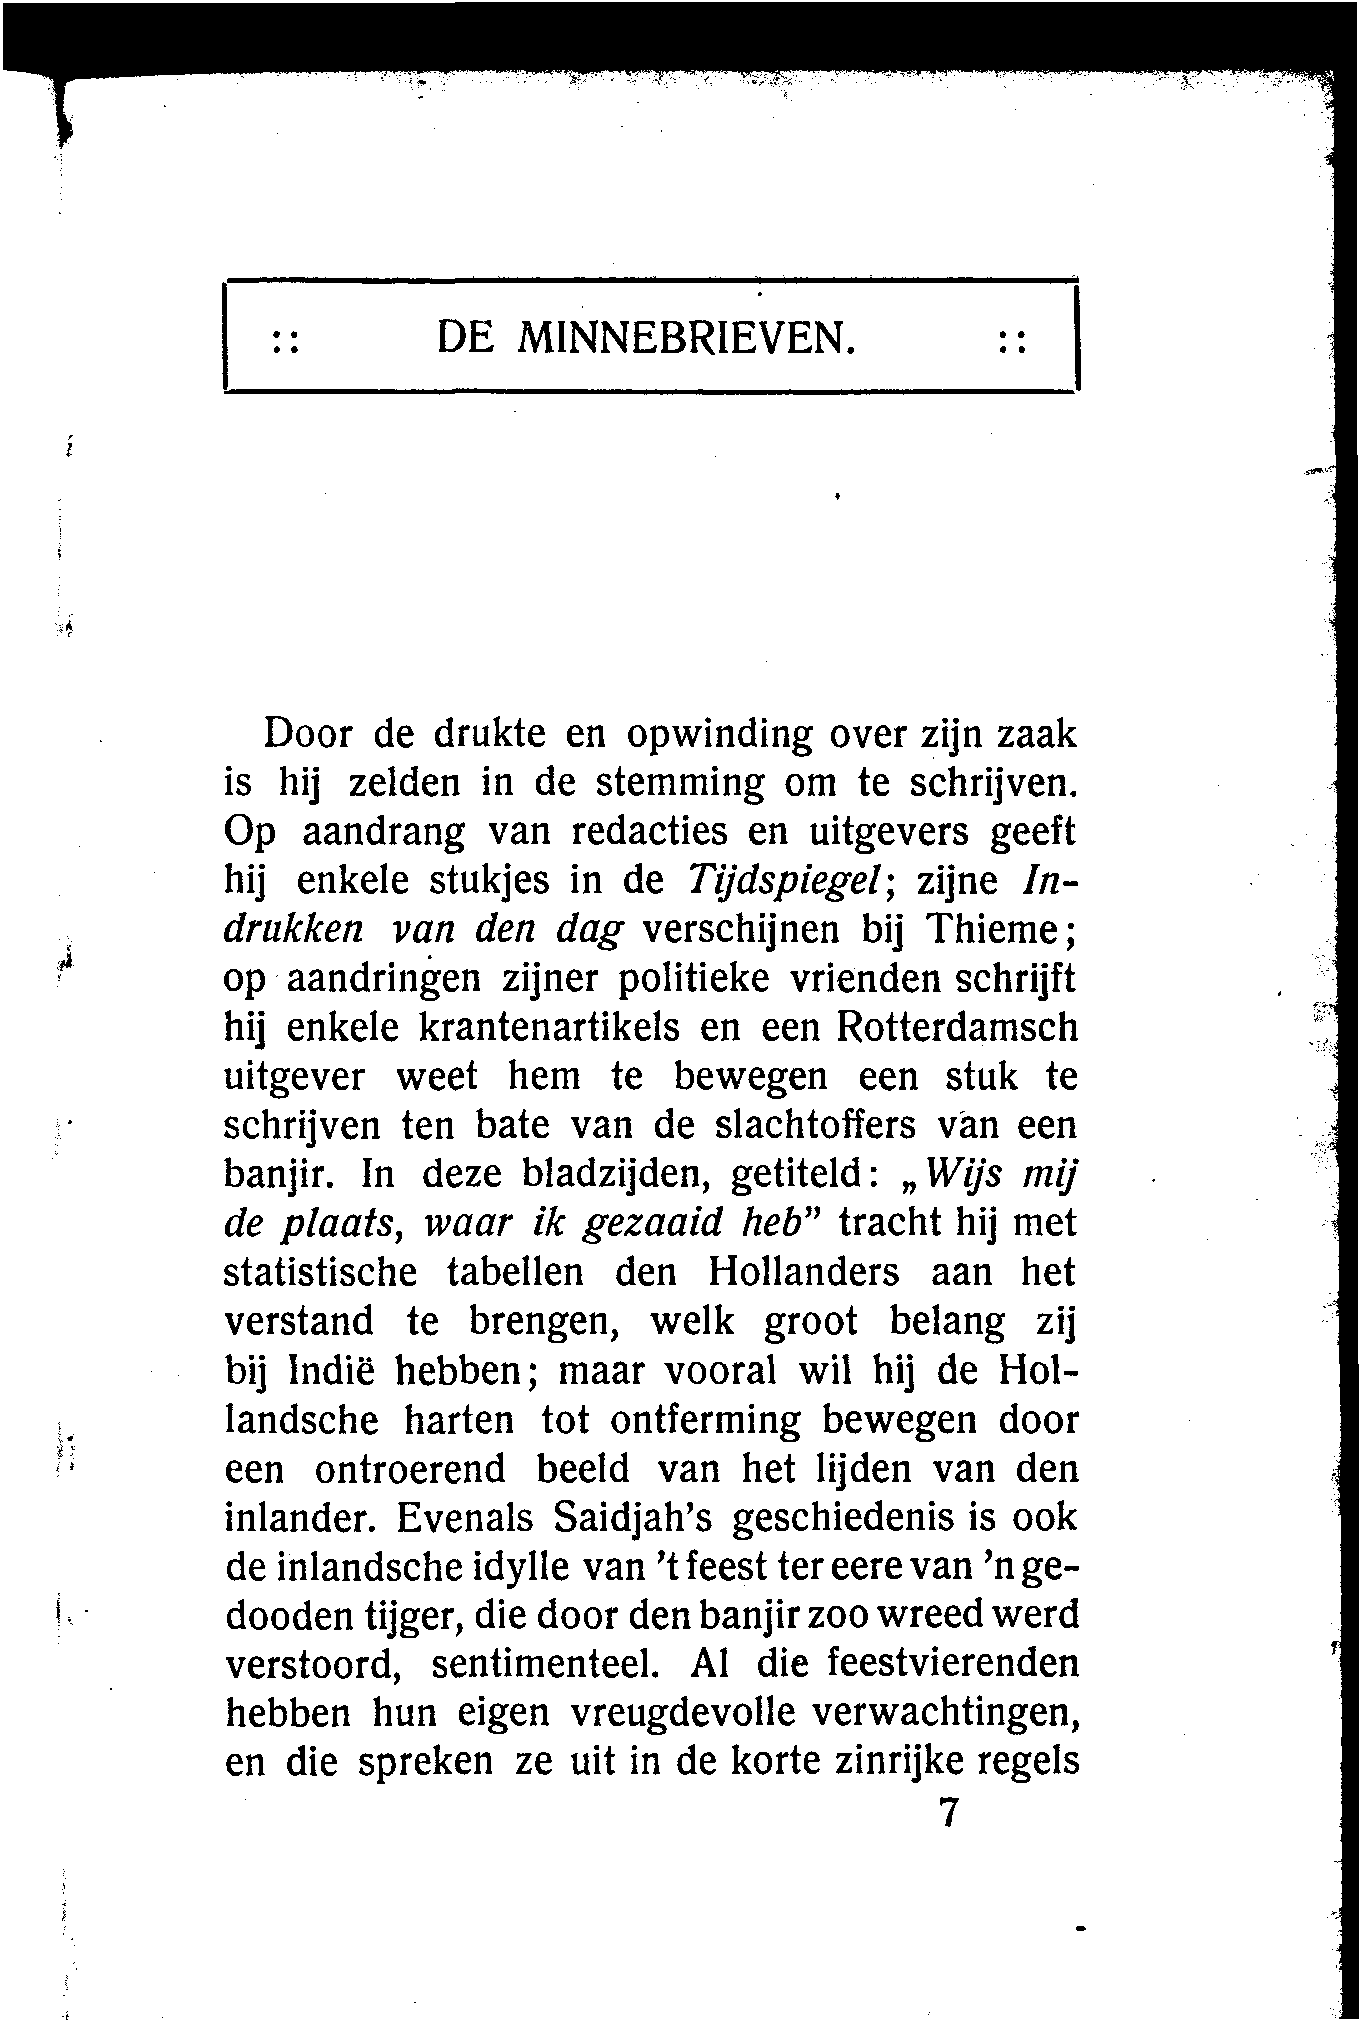 :: DE MINNEBRIEVEN. ::
Door de drukte en opwinding over zijn zaak
is hij zelden in de stemming om te schrijven.
Op aandrang van redacties en uitgevers geeft
hij enkele stukjes in de Tijdspiegel; zijne In-
drukken van den dag verschijnen bij Thieme;
op aandringen zijner politieke vrienden schrijft
hij enkele krantenartikels en een Rotterdamsch
uitgever weet hem te bewegen een stuk te
schrijven ten bate van de slachtoffers van een
banjir. In deze bladzijden, getiteld: „Wijs mij
de plaats, waar ik gezaaid heb” tracht hij met
statistische tabellen den Hollanders aan het
verstand te brengen, welk groot belang zij
bij Indië hebben; maar vooral wil hij de Hol-
landsche harten tot ontferming bewegen door
een ontroerend beeld van het lijden van den
inlander. Evenals Saidjah's geschiedenis is ook
de inlandsche idylle van 't feest ter eere van 'n ge-
dooden tijger, die door den banjir zoo wreed werd
verstoord, sentimenteel. Al die feestvierenden
hebben hun eigen vreugdevolle verwachtingen,
en die spreken ze uit in de korte zinrijke regels
7